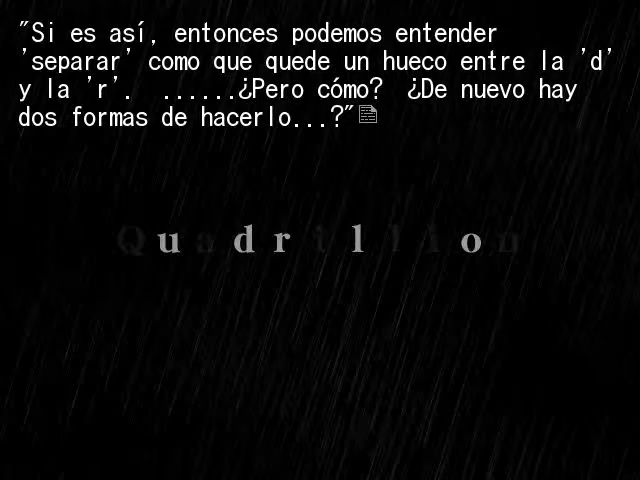 "Si es así, entonces podemos entender
'separar' como que quede un hueco entre la 'd'
y la 'r'. ......¿Pero cómo? ¿De nuevo hay
dos formas de hacerlo...?"
Quadrillion